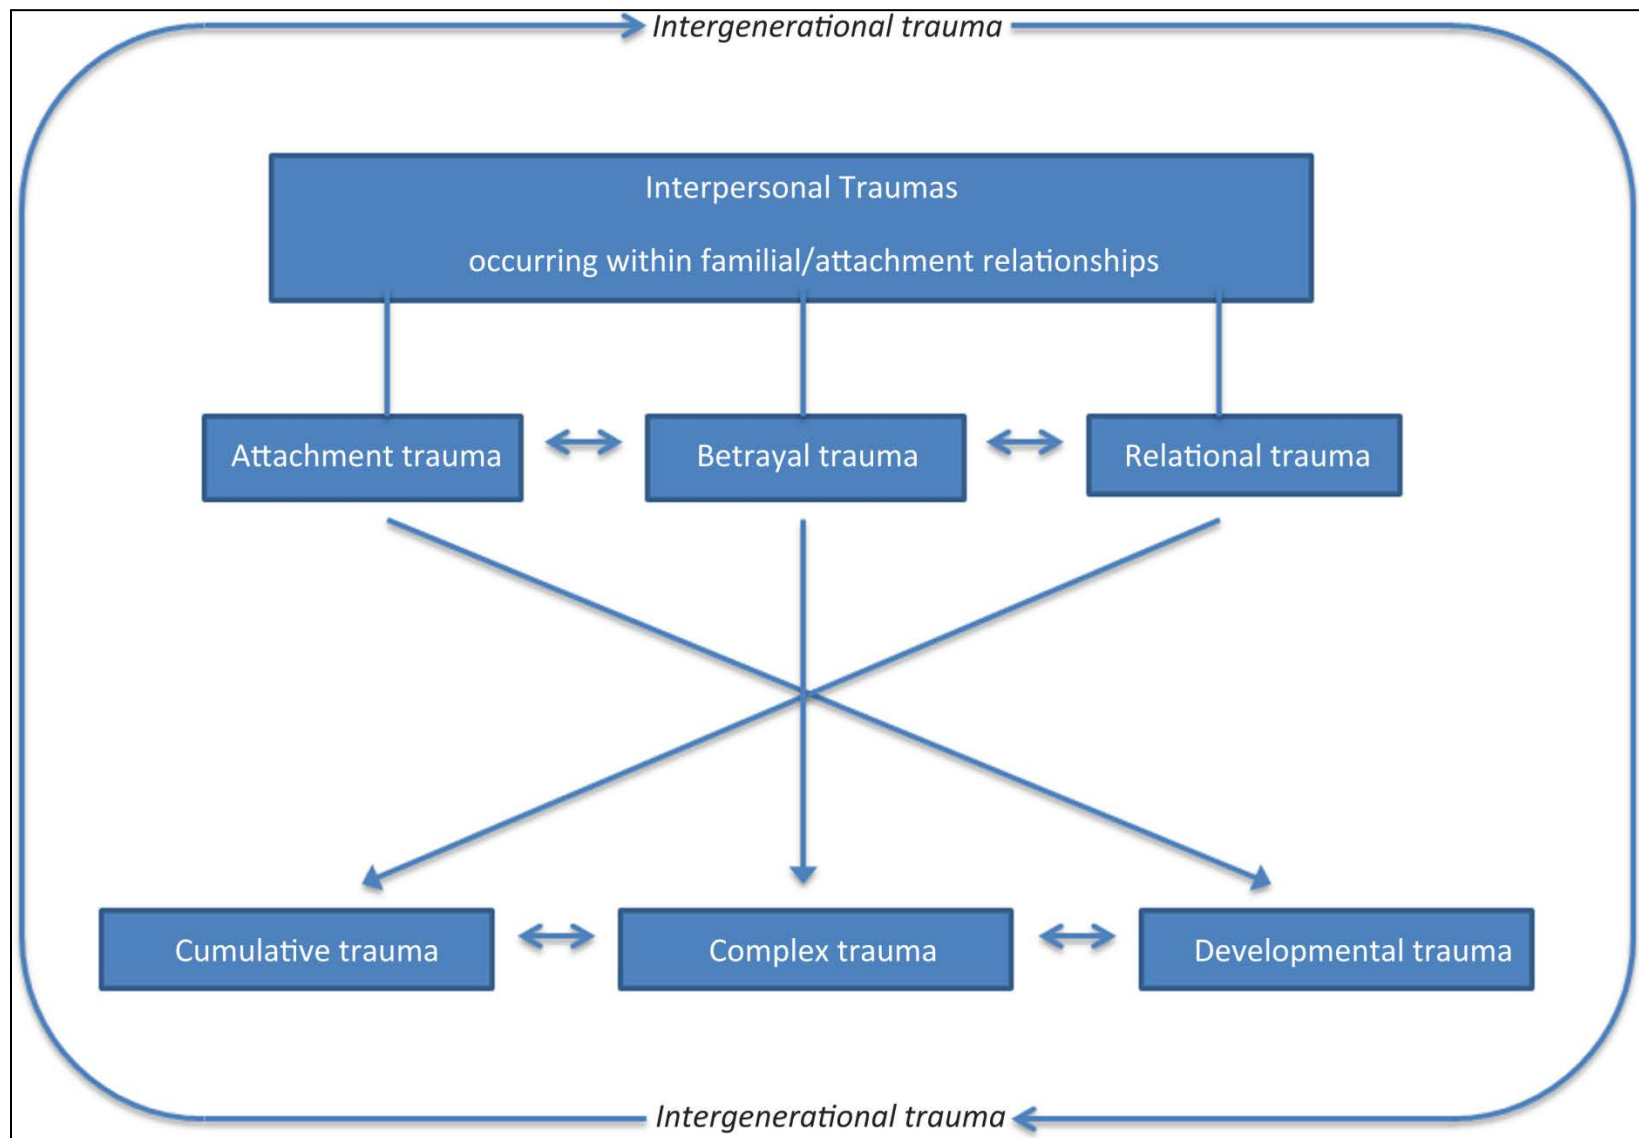 Intergenerational trauma
Interpersonal Traumas
occurring within familial/attachment relationships
Attachment trauma
Betrayal trauma
Relational trauma
Cumulative trauma
Complex trauma
Developmental trauma
Intergenerational trauma